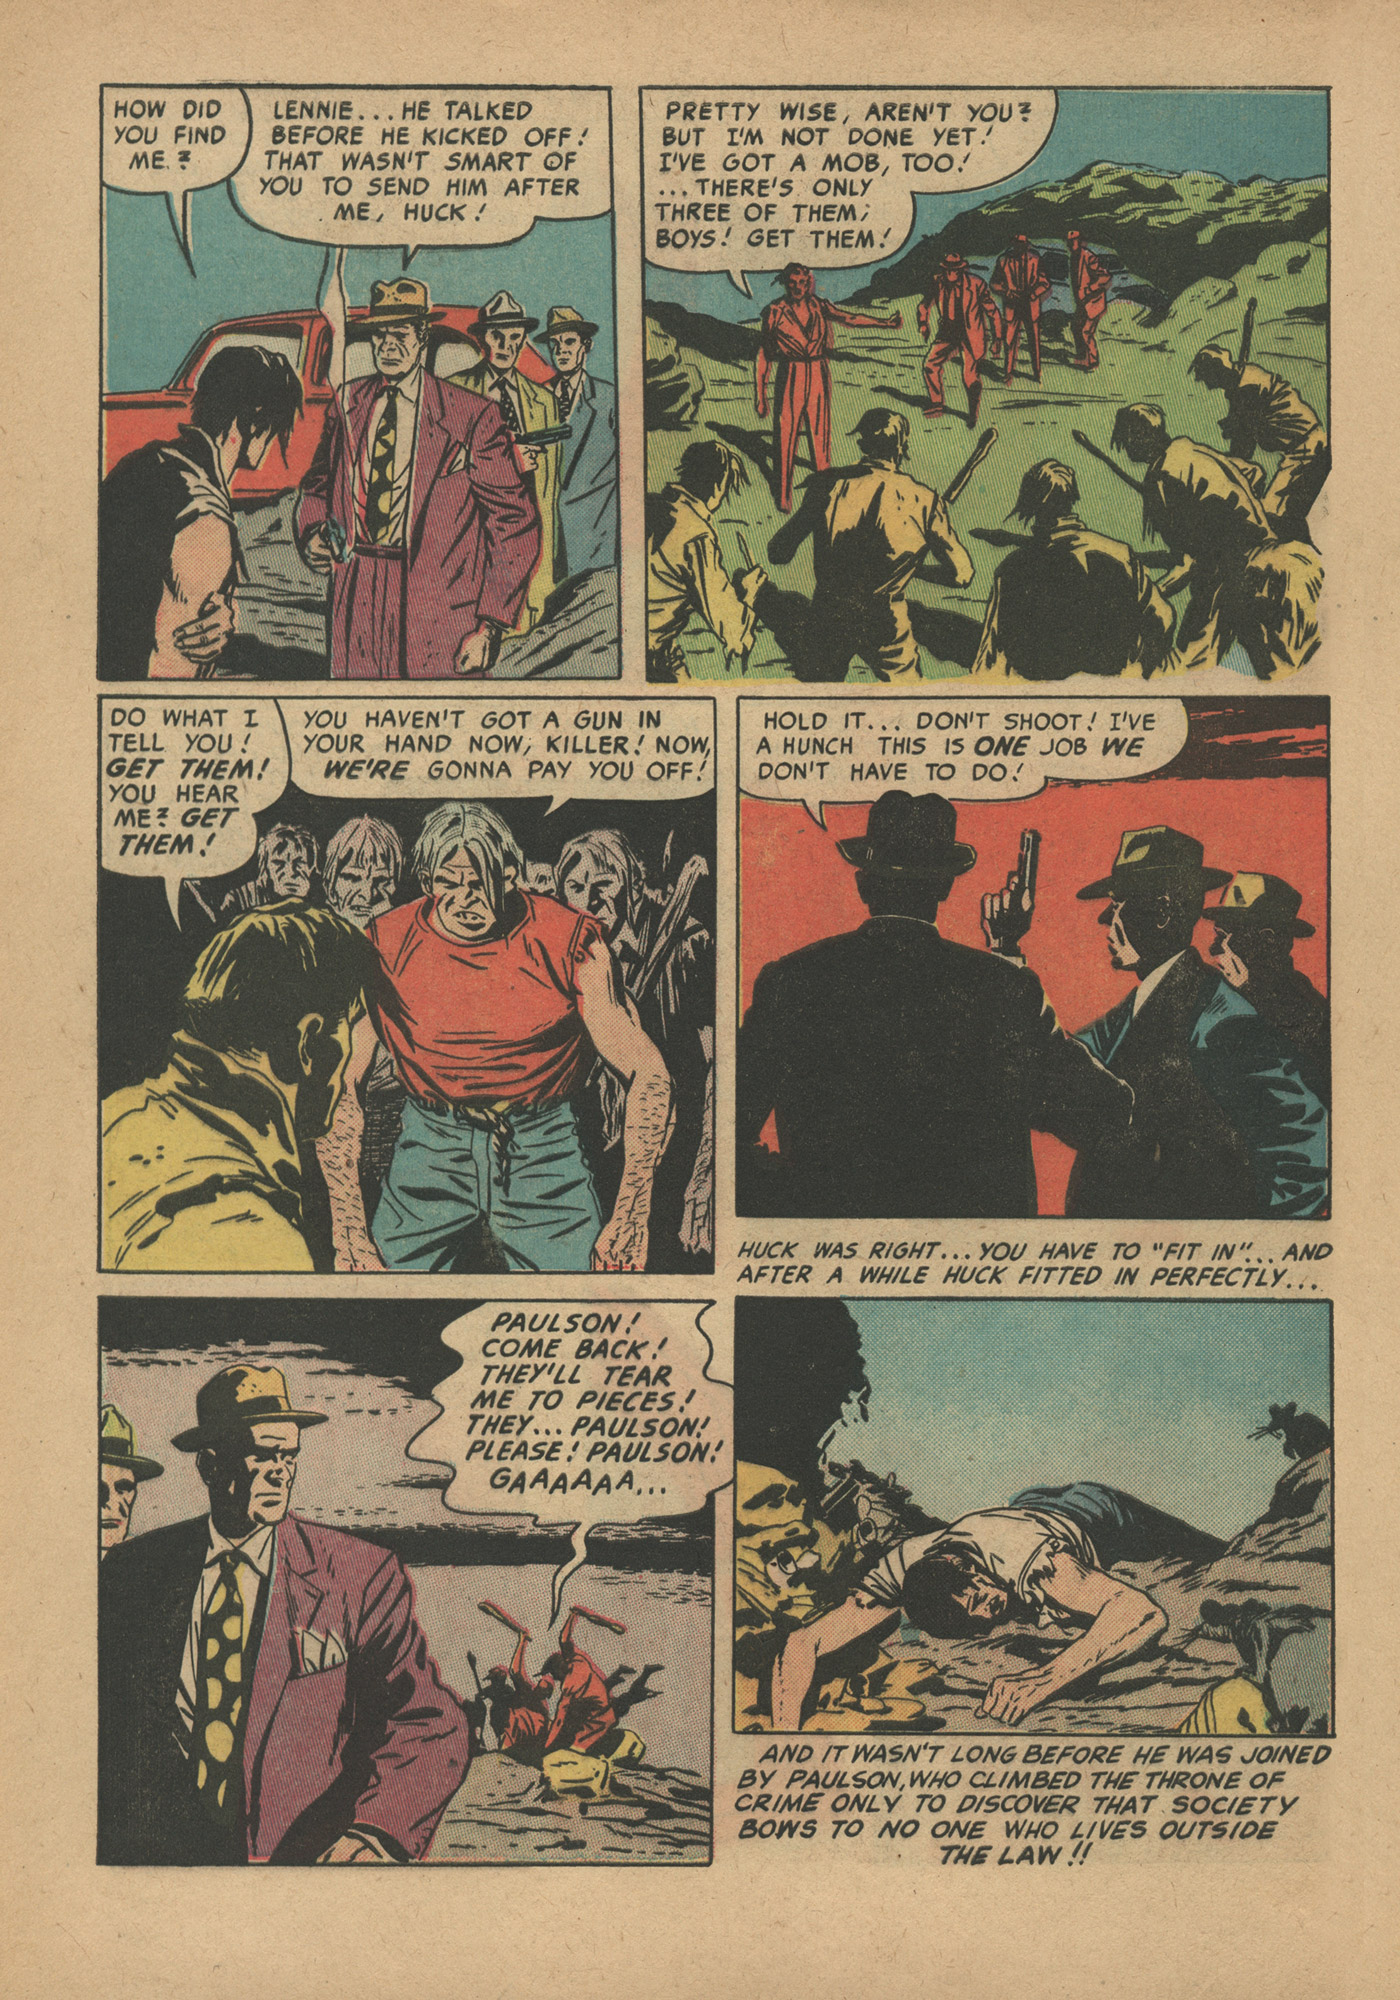 HOW DID
YOU FIND
ME?
LENNIE... HE TALKED
BEFORE HE KICKED OFF!
THAT WASN'T SMART OF
YOU TO SEND HIM AFTER
ME, HUCK!
PRETTY WISE, AREN'T YOU?
BUT I'M NOT DONE YET!
I'VE GOT A MOB, TOO!
...THERE'S ONLY
THREE OF THEM,
BOYS! GET THEM!
DO WHAT I
TELL YOU!
GET THEM!
YOU HEAR
ME? GET
THEM!
YOU HAVEN'T GOT A GUN IN
YOUR HAND NOW, KILLER! NOW,
WE'RE GONNA PAY YOU OFF!
HOLD IT... DON'T SHOOT! I'VE
A HUNCH THIS IS ONE JOB WE
DON'T HAVE TO DO!
HUCK WAS RIGHT... YOU HAVE TO "FIT IN"... AND
AFTER A WHILE HUCK FITTED IN PERFECTLY...
PAULSON!
COME BACK!
THEY'LL TEAR
ME TO PIECES!
THEY... PAULSON!
PLEASE! PAULSON!
GAAAAAA...
AND IT WASN'T LONG BEFORE HE WAS JOINED
BY PAULSON, WHO CLIMBED THE THRONE OF
CRIME ONLY TO DISCOVER THAT SOCIETY
BOWS TO NO ONE WHO LIVES OUTSIDE
THE LAW!!